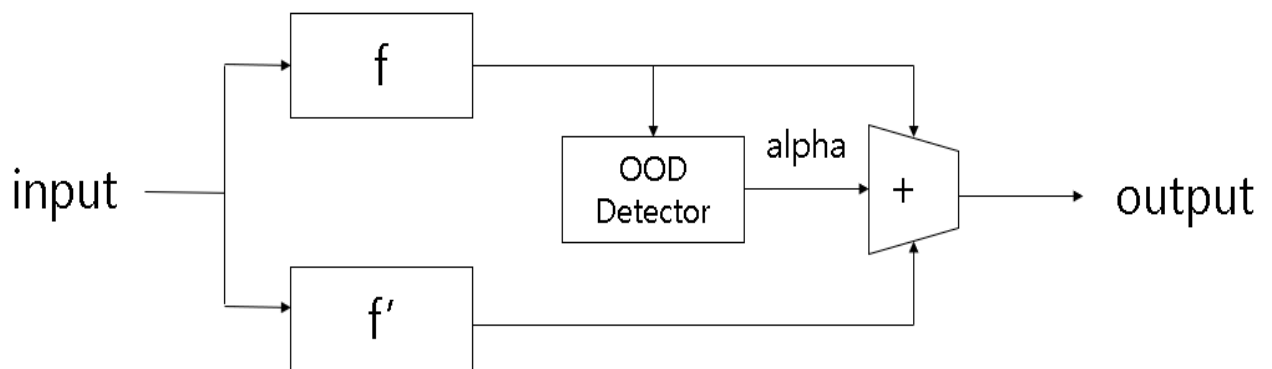 f
alpha
OOD
Detector
input
+
output
f'